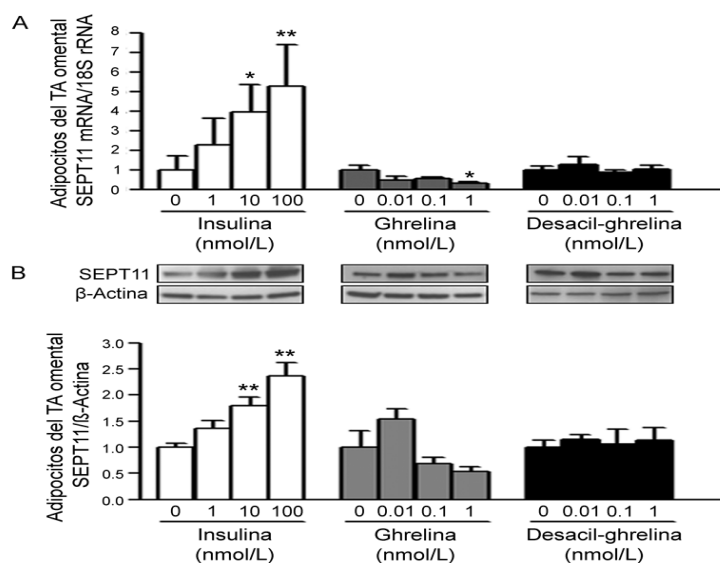 A
Adipocitos del TA omental
SEPT11 mRNA/18S rRNA
8
7
6
5
4
3
2
1
0
* ** *
0 1 10 100 0 0.01 0.1 1 0 0.01 0.1 1
Insulina Ghrelina Desacil-ghrelina
(nmol/L) (nmol/L) (nmol/L)
B
SEPT11
β-Actina
Adipocitos del TA omental
SEPT11/ß-Actina
3.0
2.5
2.0
1.5
1.0
0.5
0.0
** **
0 1 10 100 0 0.01 0.1 1 0 0.01 0.1 1
Insulina Ghrelina Desacil-ghrelina
(nmol/L) (nmol/L) (nmol/L)